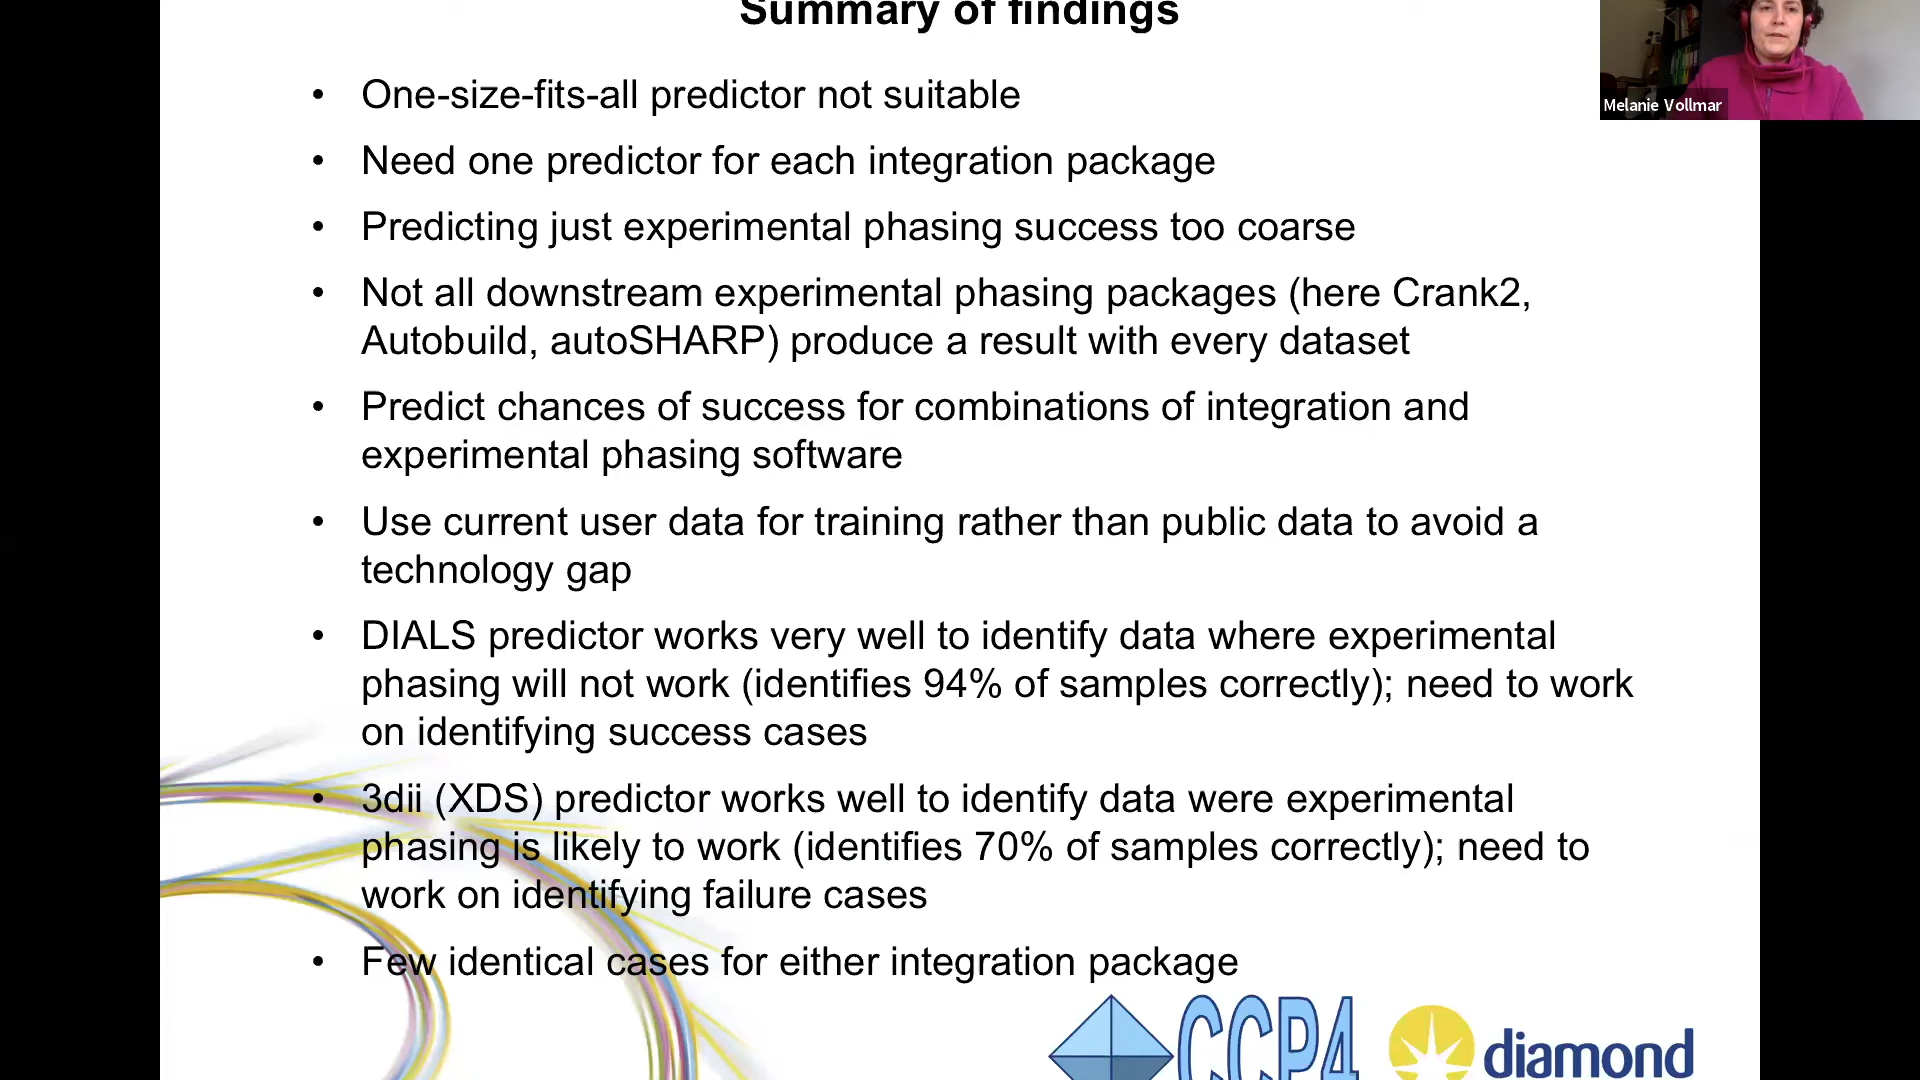 Summary of findings
Melanie Vollmar
• One-size-fits-all predictor not suitable
• Need one predictor for each integration package
• Predicting just experimental phasing success too coarse
• Not all downstream experimental phasing packages (here Crank2,
Autobuild, autoSHARP) produce a result with every dataset
• Predict chances of success for combinations of integration and
experimental phasing software
• Use current user data for training rather than public data to avoid a
technology gap
• DIALS predictor works very well to identify data where experimental
phasing will not work (identifies 94% of samples correctly); need to work
on identifying success cases
• 3dii (XDS) predictor works well to identify data were experimental
phasing is likely to work (identifies 70% of samples correctly); need to
work on identifying failure cases
• Few identical cases for either integration package
CCP4
diamond